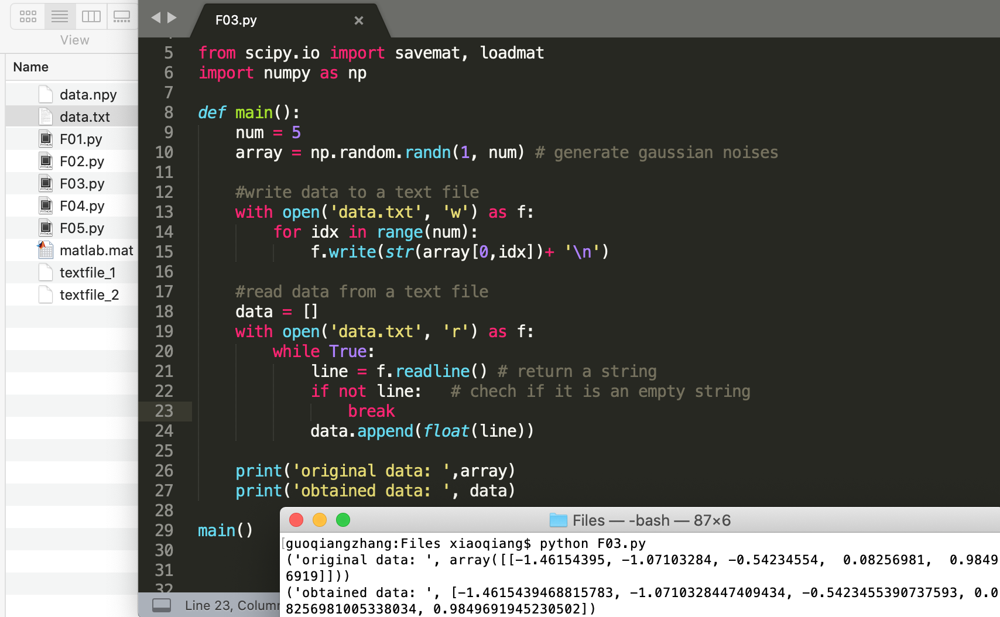 View
Name
data.npy
data.txt
F01.py
F02.py
F03.py
F04.py
F05.py
matlab.mat
textfile_1
textfile_2
F03.py ×
5 from scipy.io import savemat, loadmat
6 import numpy as np
7
8 def main():
9 num = 5
10 array = np.random.randn(1, num) # generate gaussian noises
11
12 #write data to a text file
13 with open('data.txt', 'w') as f:
14 for idx in range(num):
15 f.write(str(array[0,idx])+ '\n')
16
17 #read data from a text file
18 data = []
19 with open('data.txt', 'r') as f:
20 while True:
21 line = f.readline() # return a string
22 if not line: # chech if it is an empty string
23 break
24 data.append(float(line))
25
26 print('original data: ',array)
27 print('obtained data: ', data)
28
29 main()
30
31
32
Line 23, Colum
Files — -bash — 87×6
guoqiangzhang:Files xiaoqiang$ python F03.py
('original data: ', array([[-1.46154395, -1.07103284, -0.54234554, 0.08256981, 0.9849
6919]]))
('obtained data: ', [-1.4615439468815783, -1.0710328447409434, -0.5423455390737593, 0.0
8256981005338034, 0.9849691945230502])